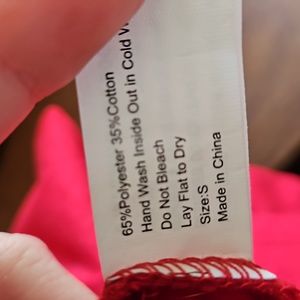 65%Polyester 35%Cotton
Hand Wash Inside Out in Cold
Do Not Bleach
Lay Flat to Dry
Size:S
Made in China